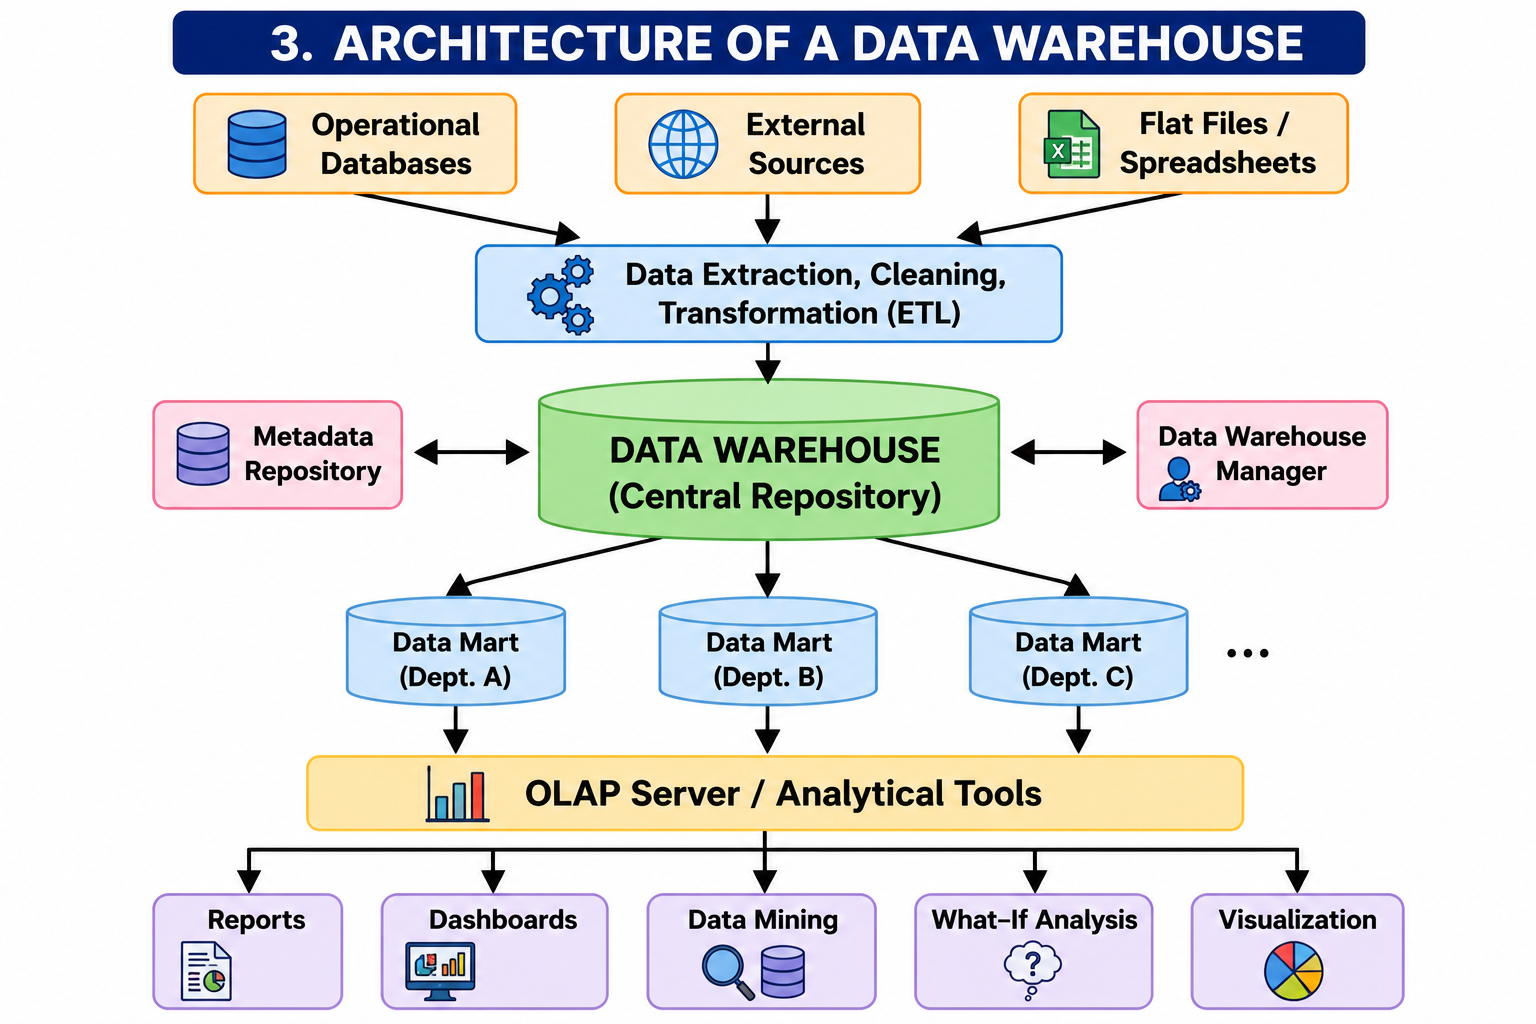 3. ARCHITECTURE OF A DATA WAREHOUSE
Operational
Databases
External
Sources
Flat Files /
Spreadsheets
X
Data Extraction, Cleaning,
Transformation (ETL)
Metadata
Repository
DATA WAREHOUSE
(Central Repository)
Data Warehouse
Manager
Data Mart
(Dept. A)
Data Mart
(Dept. B)
Data Mart
(Dept. C)
...
OLAP Server / Analytical Tools
Reports
Dashboards
Data Mining
What–If Analysis
?
Visualization